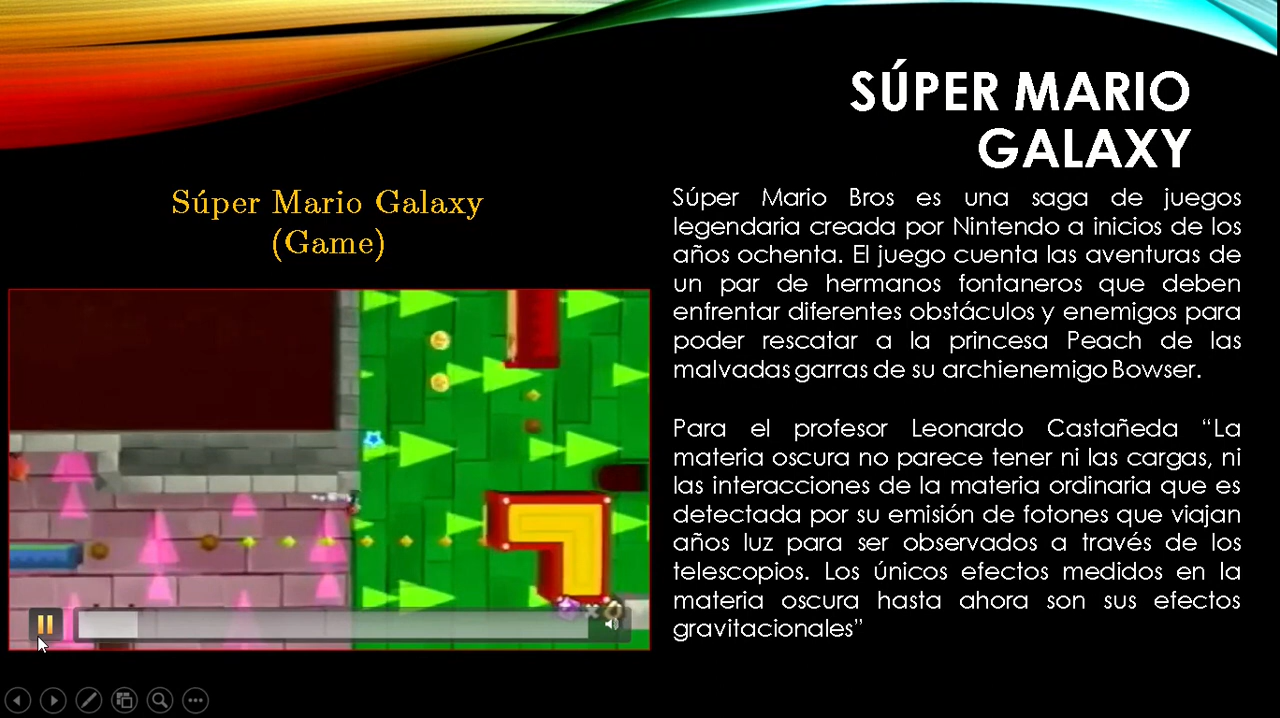 SÚPER MARIO
GALAXY
Súper Mario Galaxy
(Game)
Súper Mario Bros es una saga de juegos
legendaria creada por Nintendo a inicios de los
años ochenta. El juego cuenta las aventuras de
un par de hermanos fontaneros que deben
enfrentar diferentes obstáculos y enemigos para
poder rescatar a la princesa Peach de las
malvadas garras de su archienemigo Bowser.
Para el profesor Leonardo Castañeda “La
materia oscura no parece tener ni las cargas, ni
las interacciones de la materia ordinaria que es
detectada por su emisión de fotones que viajan
años luz para ser observados a través de los
telescopios. Los únicos efectos medidos en la
materia oscura hasta ahora son sus efectos
gravitacionales”